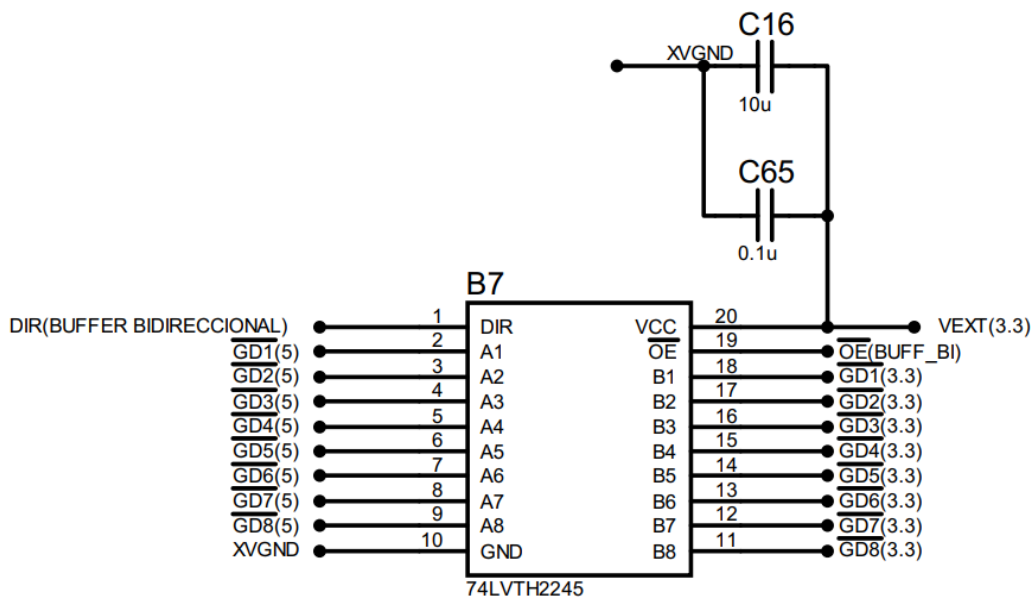 C16
XVGND
10u
C65
0.1u
B7
DIR(BUFFER BIDIRECCIONAL) 1 DIR VCC 20 VEXT(3.3)
GD1(5) 2 A1 OE 19 OE(BUFF_BI)
GD2(5) 3 A2 B1 18 GD1(3.3)
GD3(5) 4 A3 B2 17 GD2(3.3)
GD4(5) 5 A4 B3 16 GD3(3.3)
GD5(5) 6 A5 B4 15 GD4(3.3)
GD6(5) 7 A6 B5 14 GD5(3.3)
GD7(5) 8 A7 B6 13 GD6(3.3)
GD8(5) 9 A8 B7 12 GD7(3.3)
XVGND 10 GND B8 11 GD8(3.3)
74LVTH2245